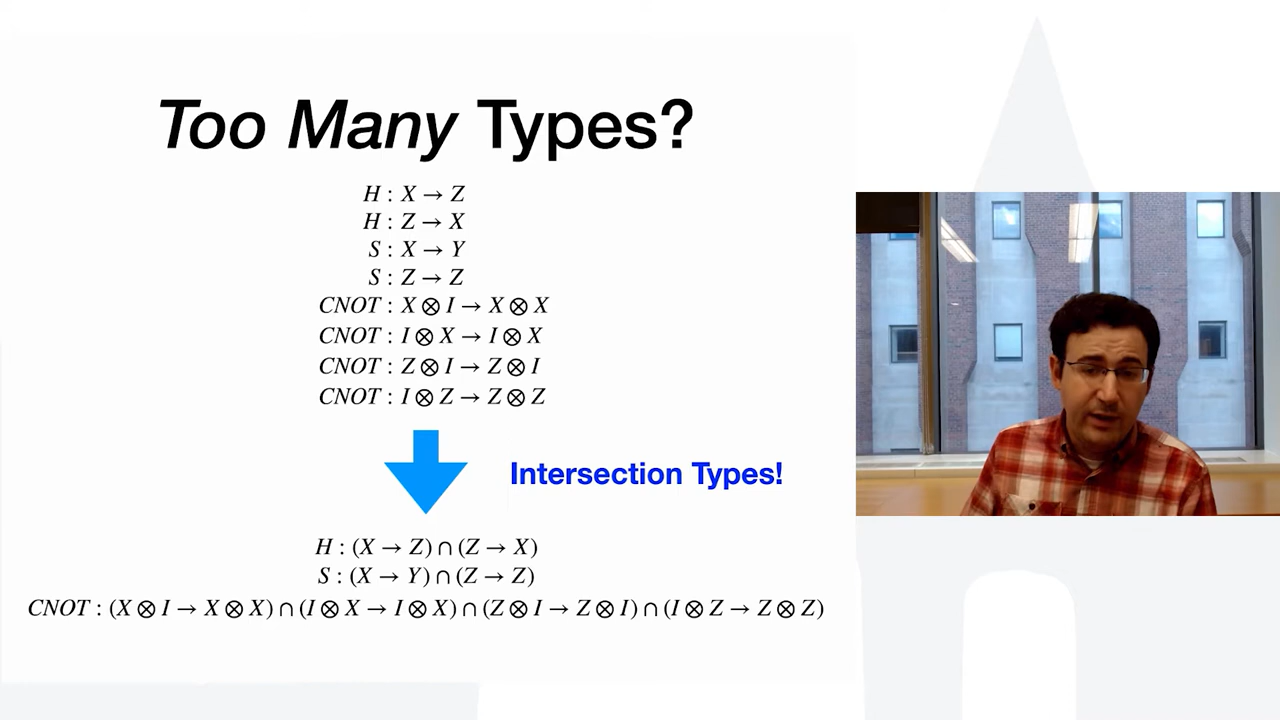 Too Many Types?
H : X → Z
H : Z → X
S : X → Y
S : Z → Z
CNOT : X ⊗ I → X ⊗ X
CNOT : I ⊗ X → I ⊗ X
CNOT : Z ⊗ I → Z ⊗ I
CNOT : I ⊗ Z → Z ⊗ Z
Intersection Types!
H : (X → Z) ∩ (Z → X)
S : (X → Y) ∩ (Z → Z)
CNOT : (X ⊗ I → X ⊗ X) ∩ (I ⊗ X → I ⊗ X) ∩ (Z ⊗ I → Z ⊗ I) ∩ (I ⊗ Z → Z ⊗ Z)